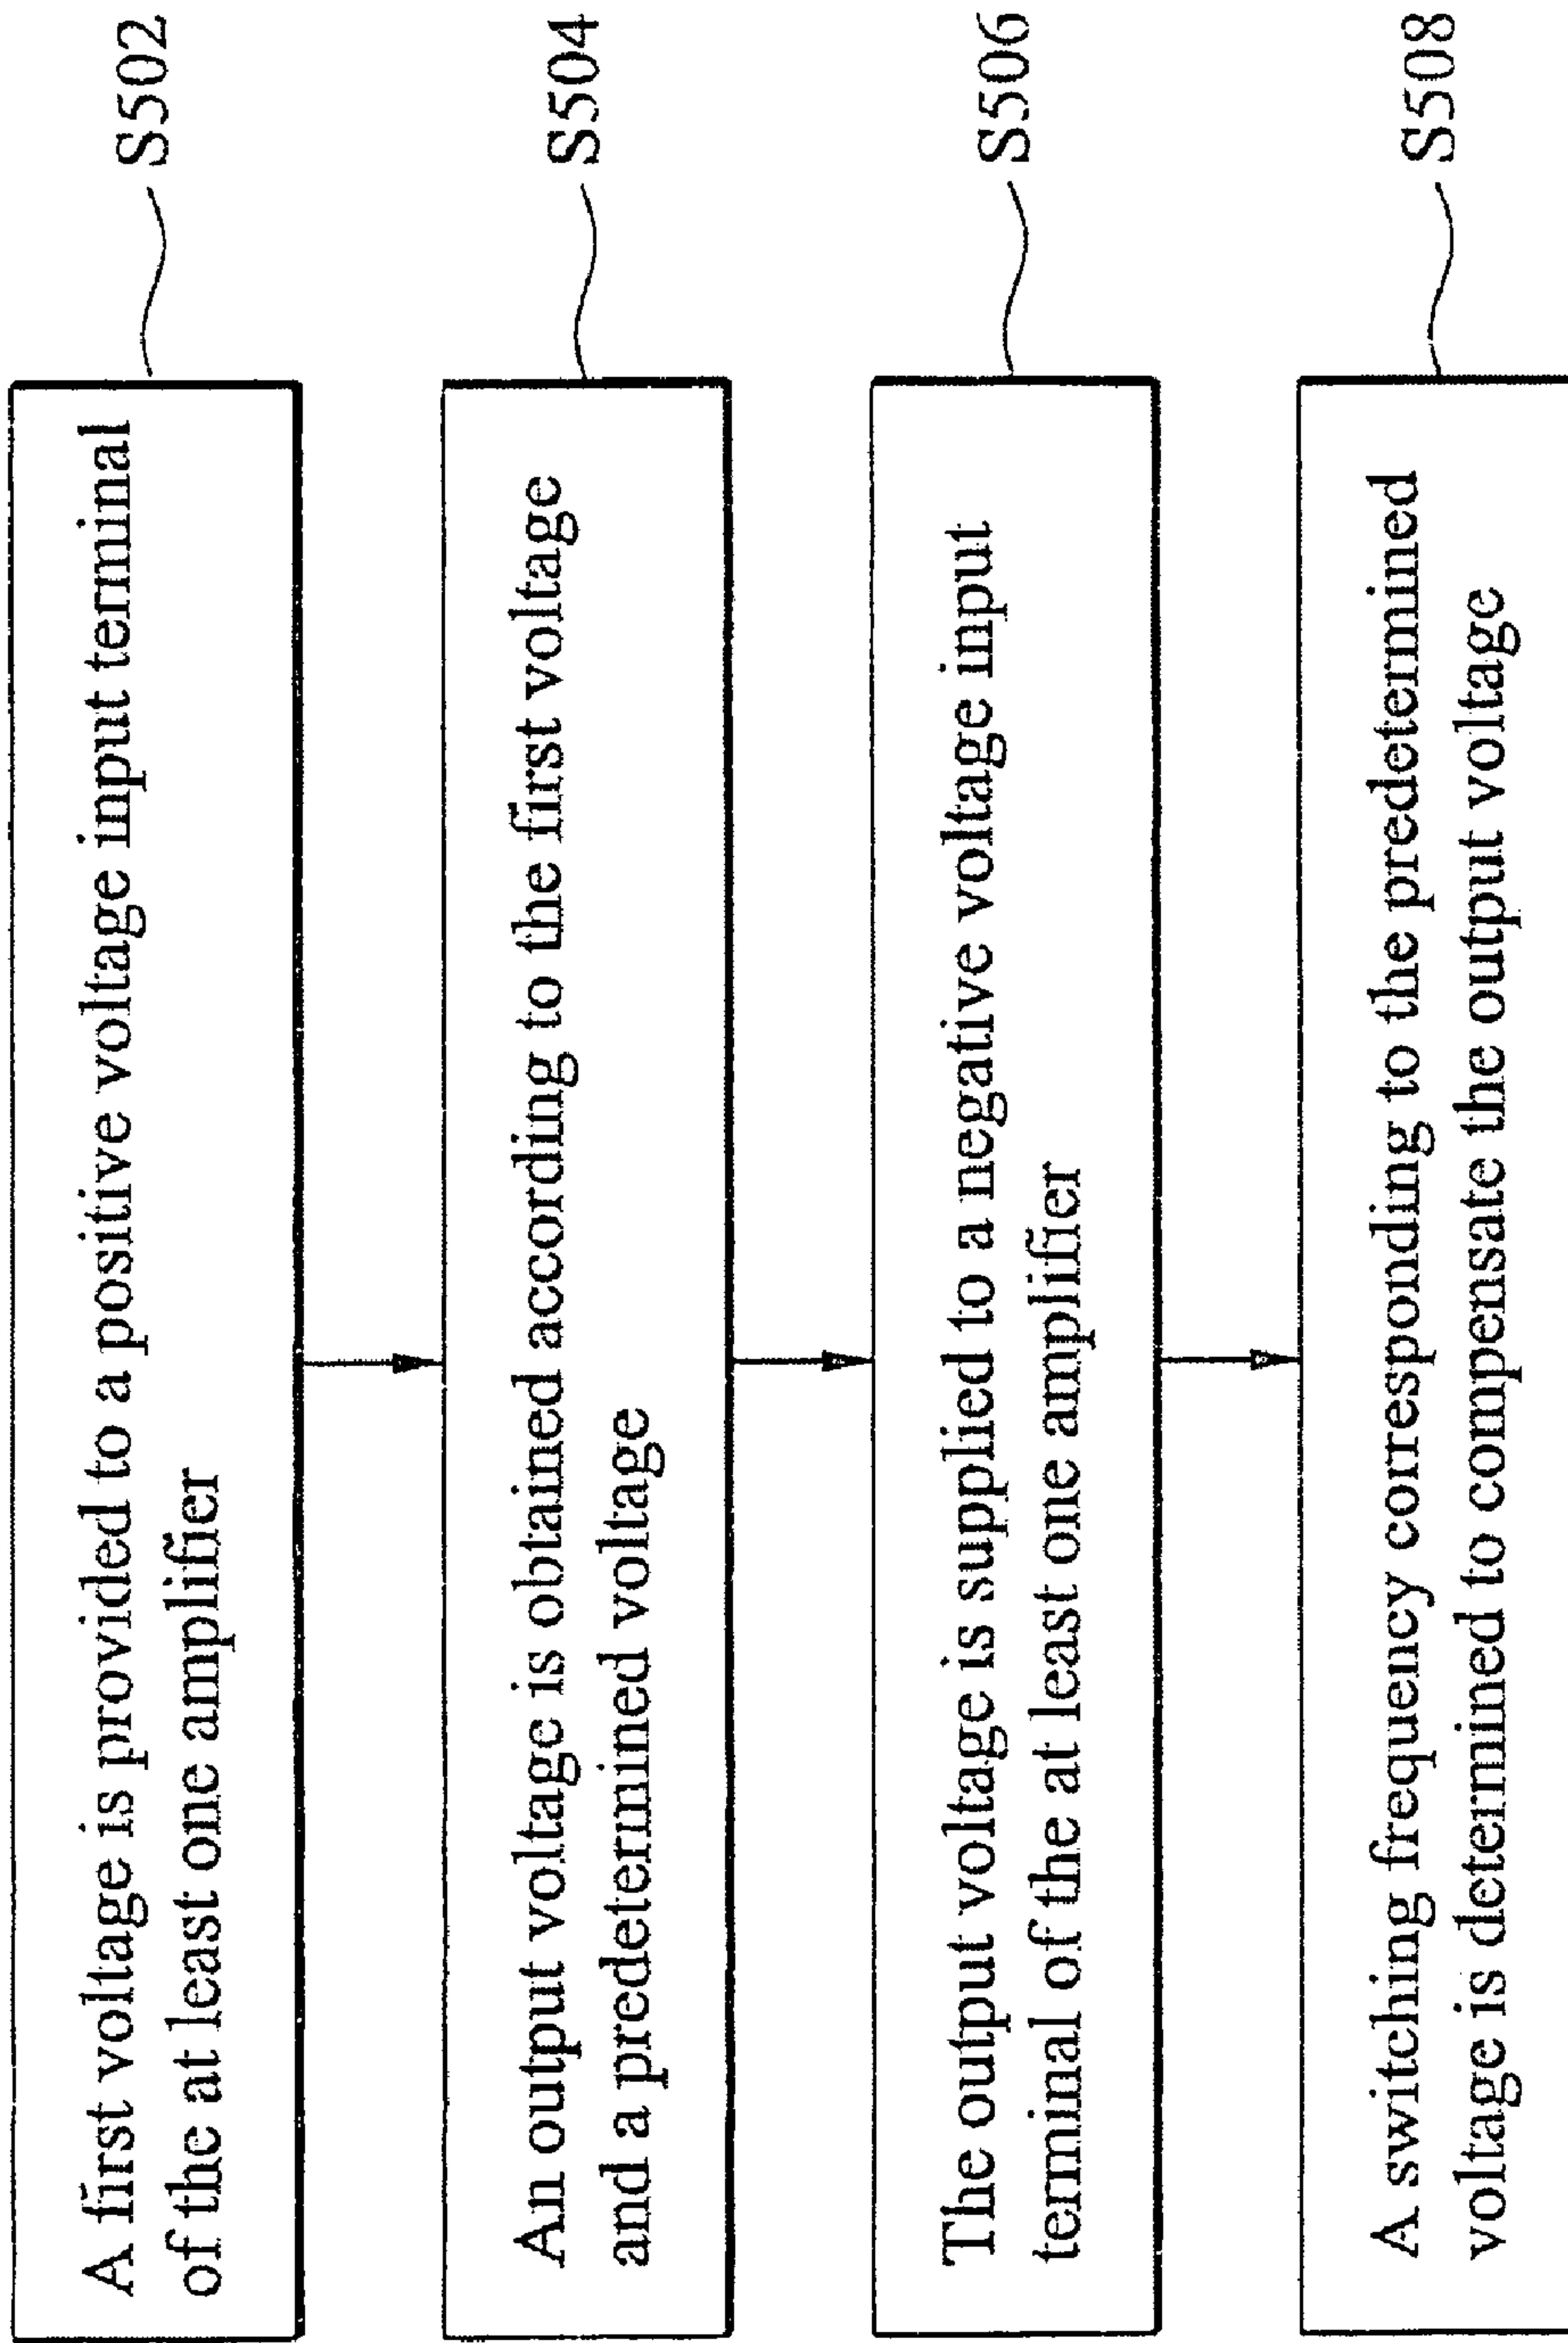 A first voltage is provided to a positive voltage input terminal
of the at least one amplifier
S502
An output voltage is obtained according to the first voltage
and a predetermined voltage
S504
The output voltage is supplied to a negative voltage input
terminal of the at least one amplifier
S506
A switching frequency corresponding to the predetermined
voltage is determined to compensate the output voltage
S508